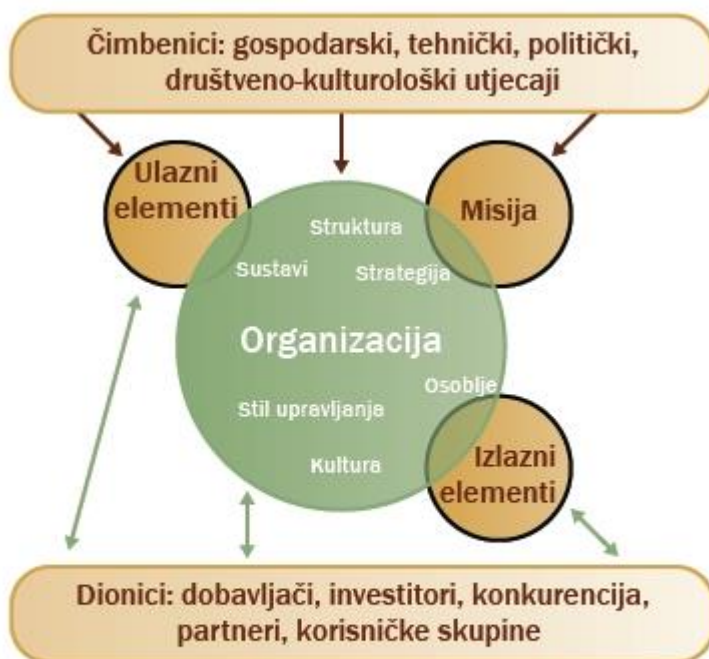 Čimbenici: gospodarski, tehnički, politički,
društveno-kulturološki utjecaji
Ulazni
elementi
Misija
Struktura
Sustavi
Strategija
Organizacija
Osoblje
Stil upravljanja
Kultura
Izlazni
elementi
Dionici: dobavljači, investitori, konkurencija,
partneri, korisničke skupine